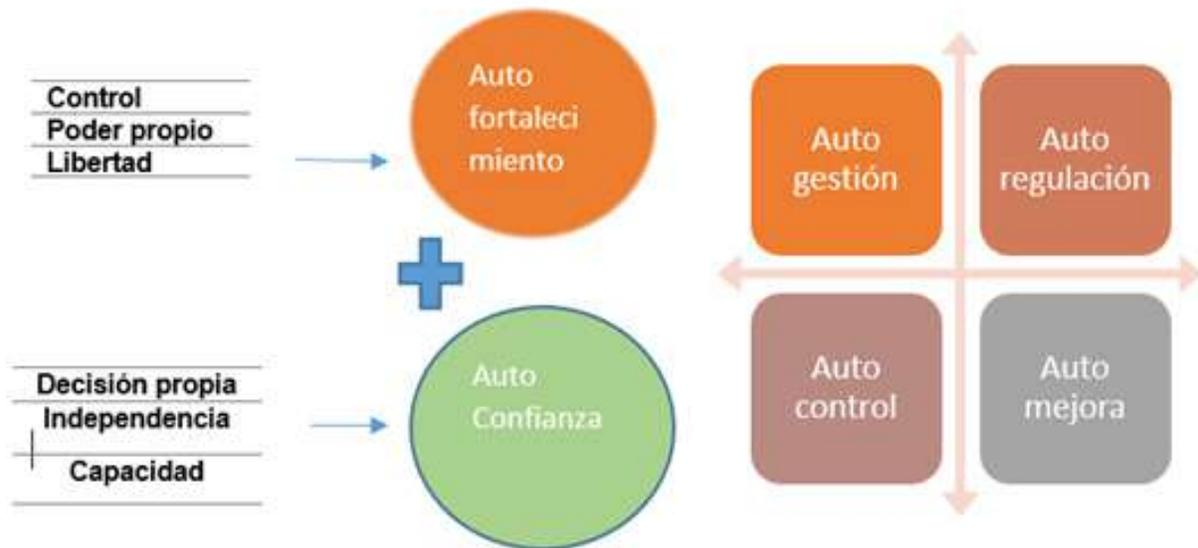 Control
Poder propio
Libertad
Auto
fortaleci
miento
Decisión propia
Independencia
Capacidad
Auto
Confianza
Auto
gestión
Auto
regulación
Auto
control
Auto
mejora